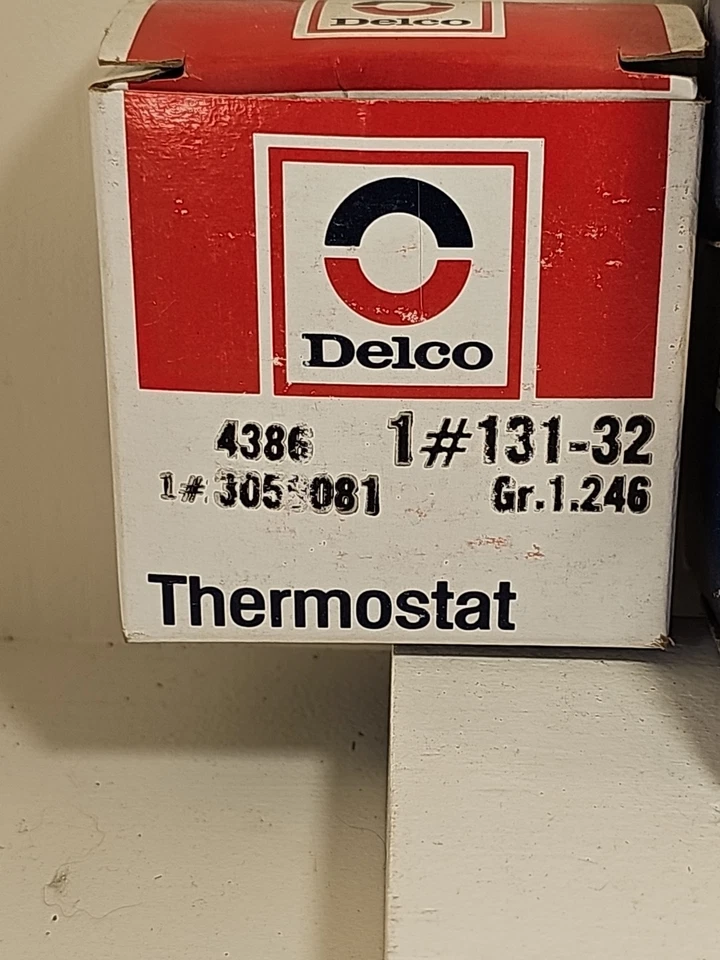 Delco
Delco
4386 1#131-32
Gr.1.246
Thermostat